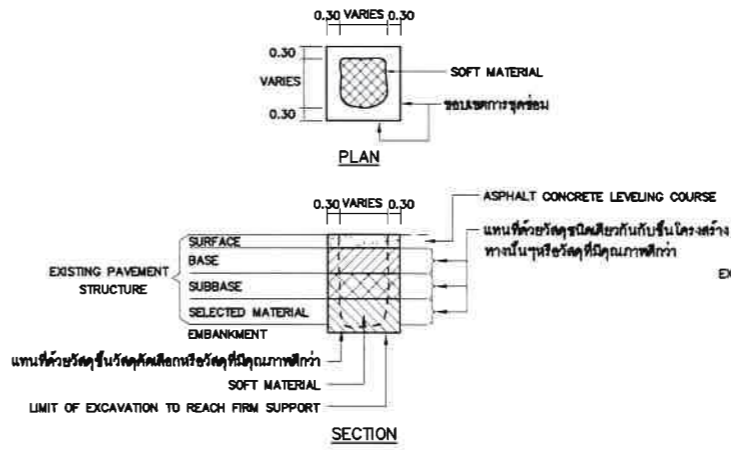 0.30 VARIES 0.30
0.30
VARIES
0.30
SOFT MATERIAL
ขอบเขตการขุดซ่อม
PLAN
0.30 VARIES 0.30
ASPHALT CONCRETE LEVELING COURSE
แทนที่ด้วยวัสดุชนิดเดียวกันกับชั้นโครงสร้าง
ทางนั้นๆหรือวัสดุที่มีคุณภาพดีกว่า
EX
SURFACE
BASE
EXISTING PAVEMENT
STRUCTURE
SUBBASE
SELECTED MATERIAL
EMBANKMENT
แทนที่ด้วยวัสดุชั้นวัสดุคัดเลือกหรือวัสดุที่มีคุณภาพดีกว่า
SOFT MATERIAL
LIMIT OF EXCAVATION TO REACH FIRM SUPPORT
SECTION